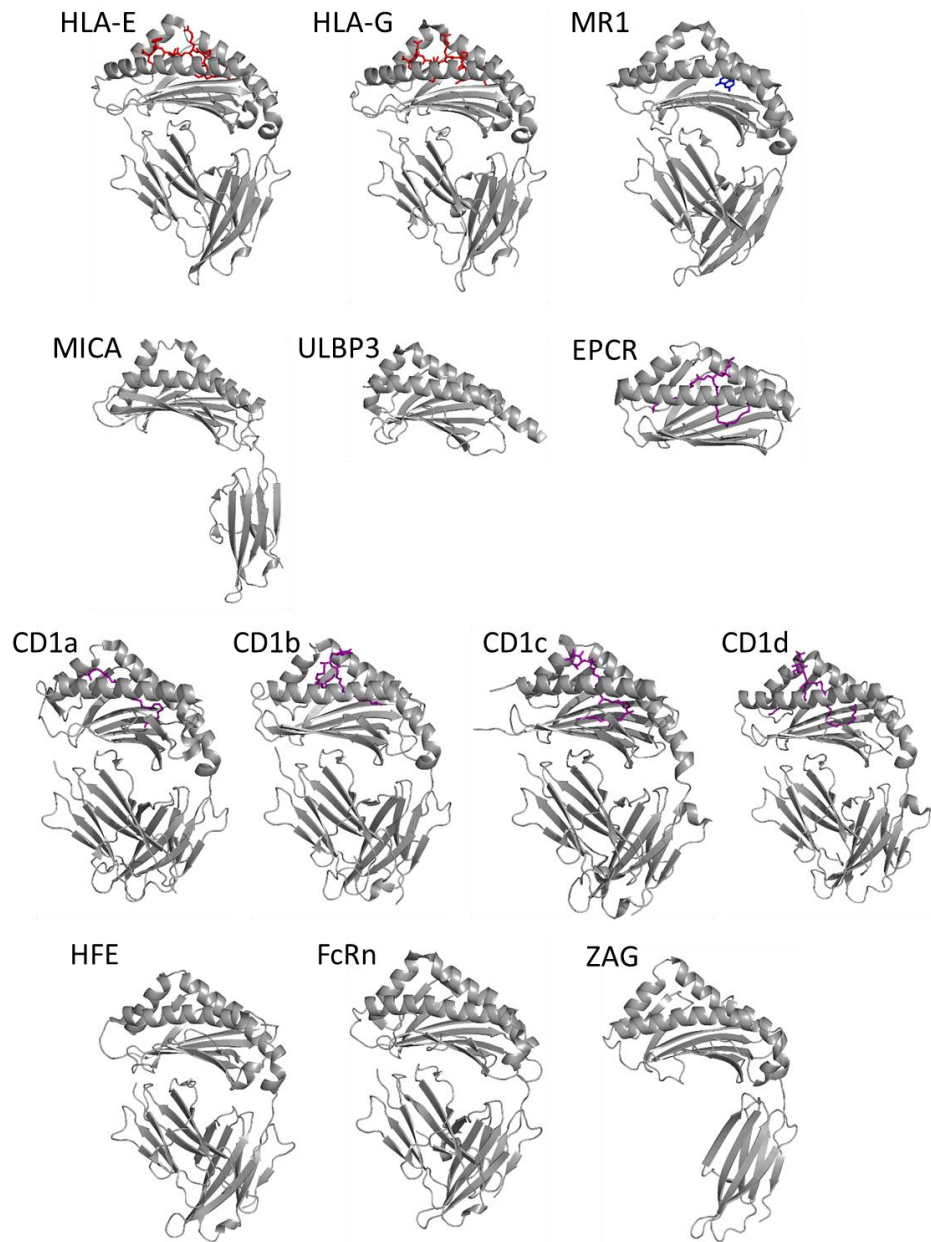 HLA-E HLA-G MR1
MICA ULBP3 EPCR
CD1a CD1b CD1c CD1d
HFE FcRn ZAG